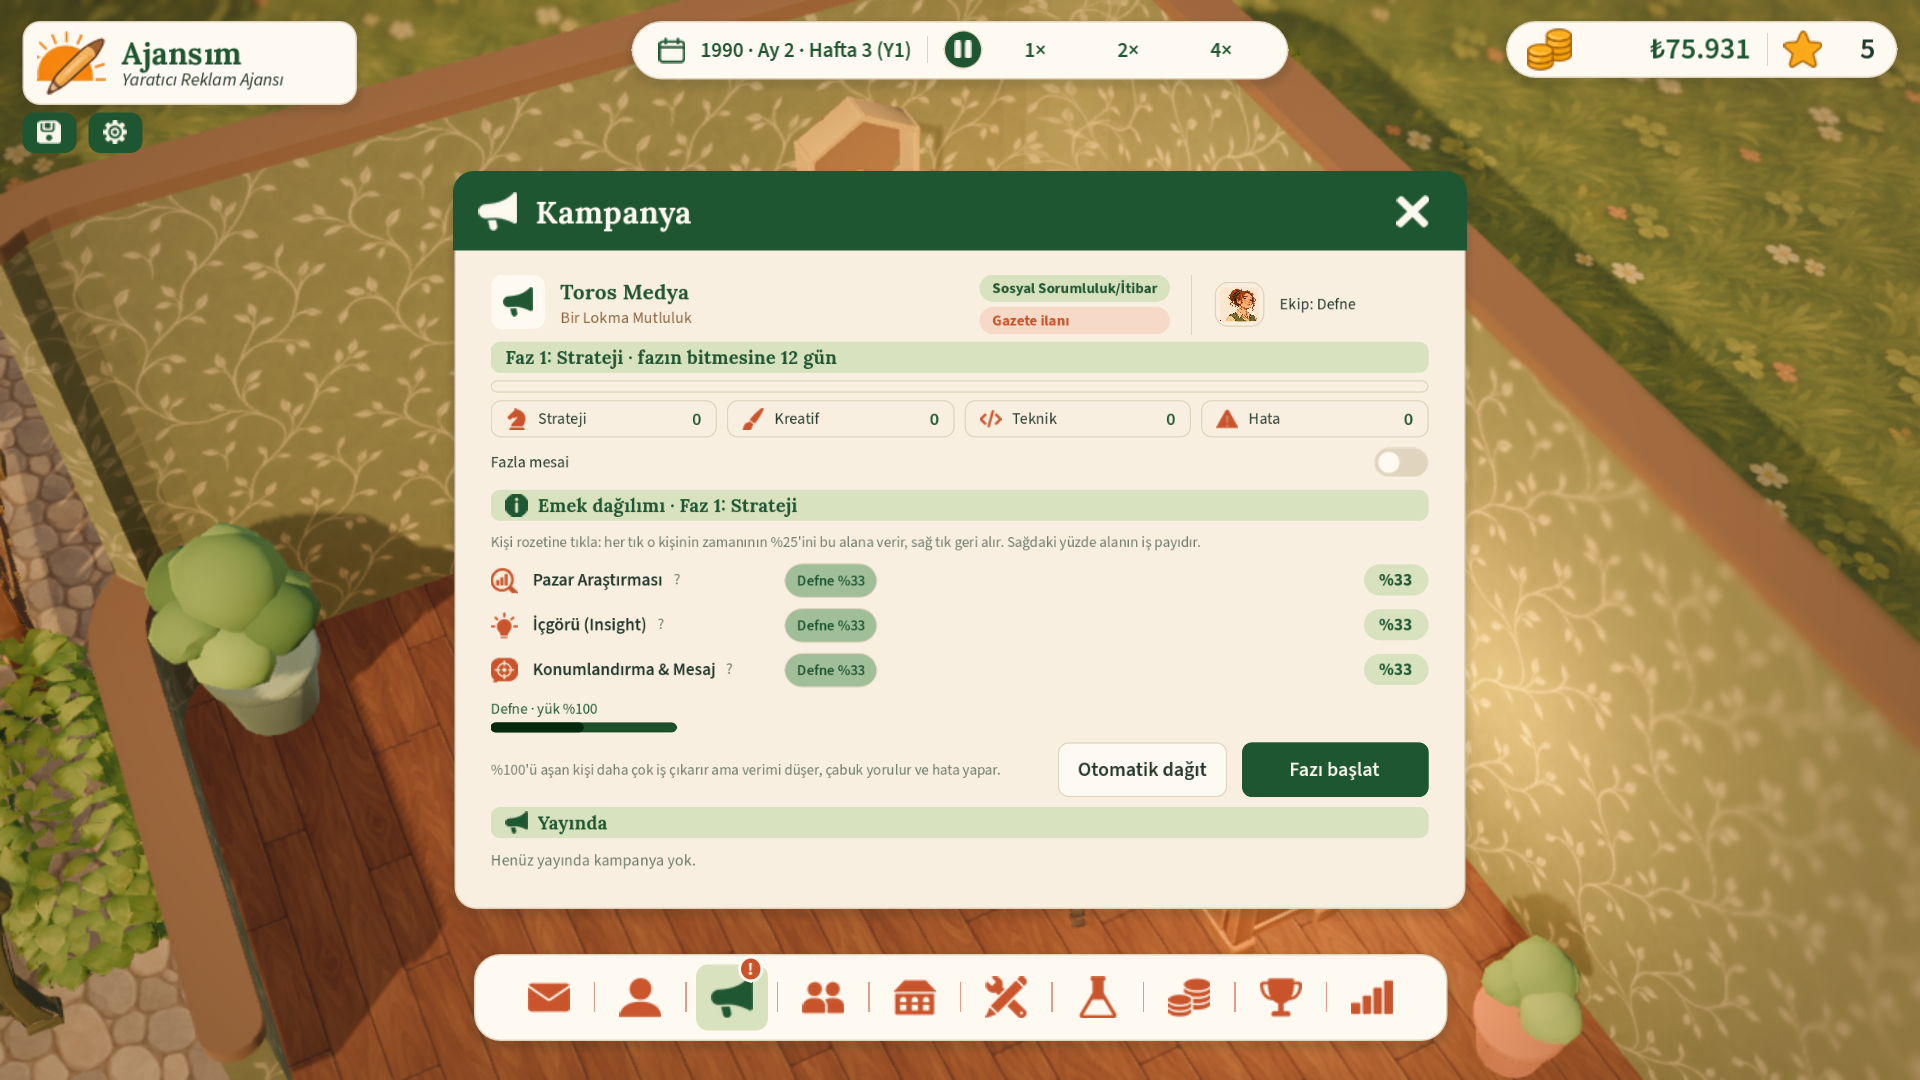 Ajansım
Yaratıcı Reklam Ajansı
1990 · Ay 2 · Hafta 3 (Y1)
1×
2×
4×
₺75.931
5
Kampanya
Toros Medya
Bir Lokma Mutluluk
Sosyal Sorumluluk/İtibar
Gazete ilanı
Ekip: Defne
Faz 1: Strateji · fazın bitmesine 12 gün
Strateji 0
Kreatif 0
Teknik 0
Hata 0
Fazla mesai
Emek dağılımı · Faz 1: Strateji
Kişi rozetine tıkla: her tık o kişinin zamanının %25'ini bu alana verir, sağ tık geri alır. Sağdaki yüzde alanın iş payıdır.
Pazar Araştırması ? Defne %33 %33
İçgörü (Insight) ? Defne %33 %33
Konumlandırma & Mesaj ? Defne %33 %33
Defne · yük %100
%100'ü aşan kişi daha çok iş çıkarır ama verimi düşer, çabuk yorulur ve hata yapar.
Otomatik dağıt
Fazı başlat
Yayında
Henüz yayında kampanya yok.
!